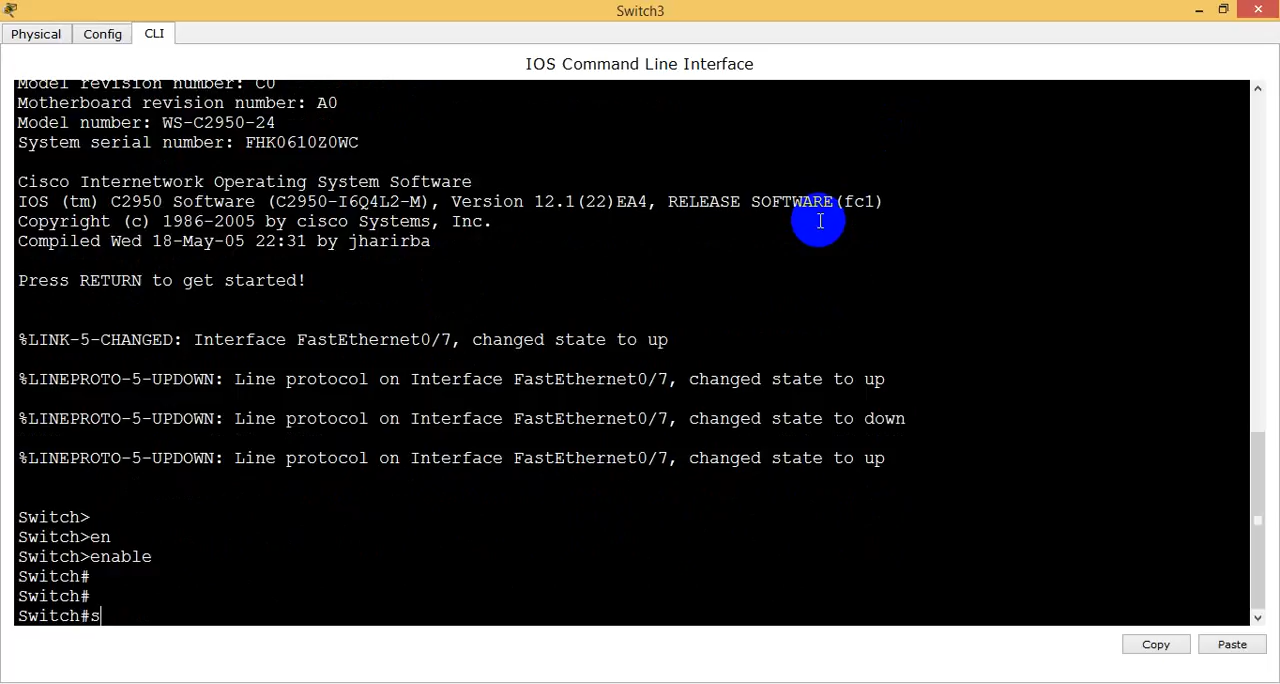 Switch3
Physical
Config
CLI
IOS Command Line Interface
Model revision number: C0
Motherboard revision number: A0
Model number: WS-C2950-24
System serial number: FHK0610Z0WC
Cisco Internetwork Operating System Software
IOS (tm) C2950 Software (C2950-I6Q4L2-M), Version 12.1(22)EA4, RELEASE SOFTWARE(fc1)
Copyright (c) 1986-2005 by cisco Systems, Inc.
Compiled Wed 18-May-05 22:31 by jharirba
Press RETURN to get started!
%LINK-5-CHANGED: Interface FastEthernet0/7, changed state to up
%LINEPROTO-5-UPDOWN: Line protocol on Interface FastEthernet0/7, changed state to up
%LINEPROTO-5-UPDOWN: Line protocol on Interface FastEthernet0/7, changed state to down
%LINEPROTO-5-UPDOWN: Line protocol on Interface FastEthernet0/7, changed state to up
Switch>
Switch>en
Switch>enable
Switch#
Switch#
Switch#s
Copy
Paste